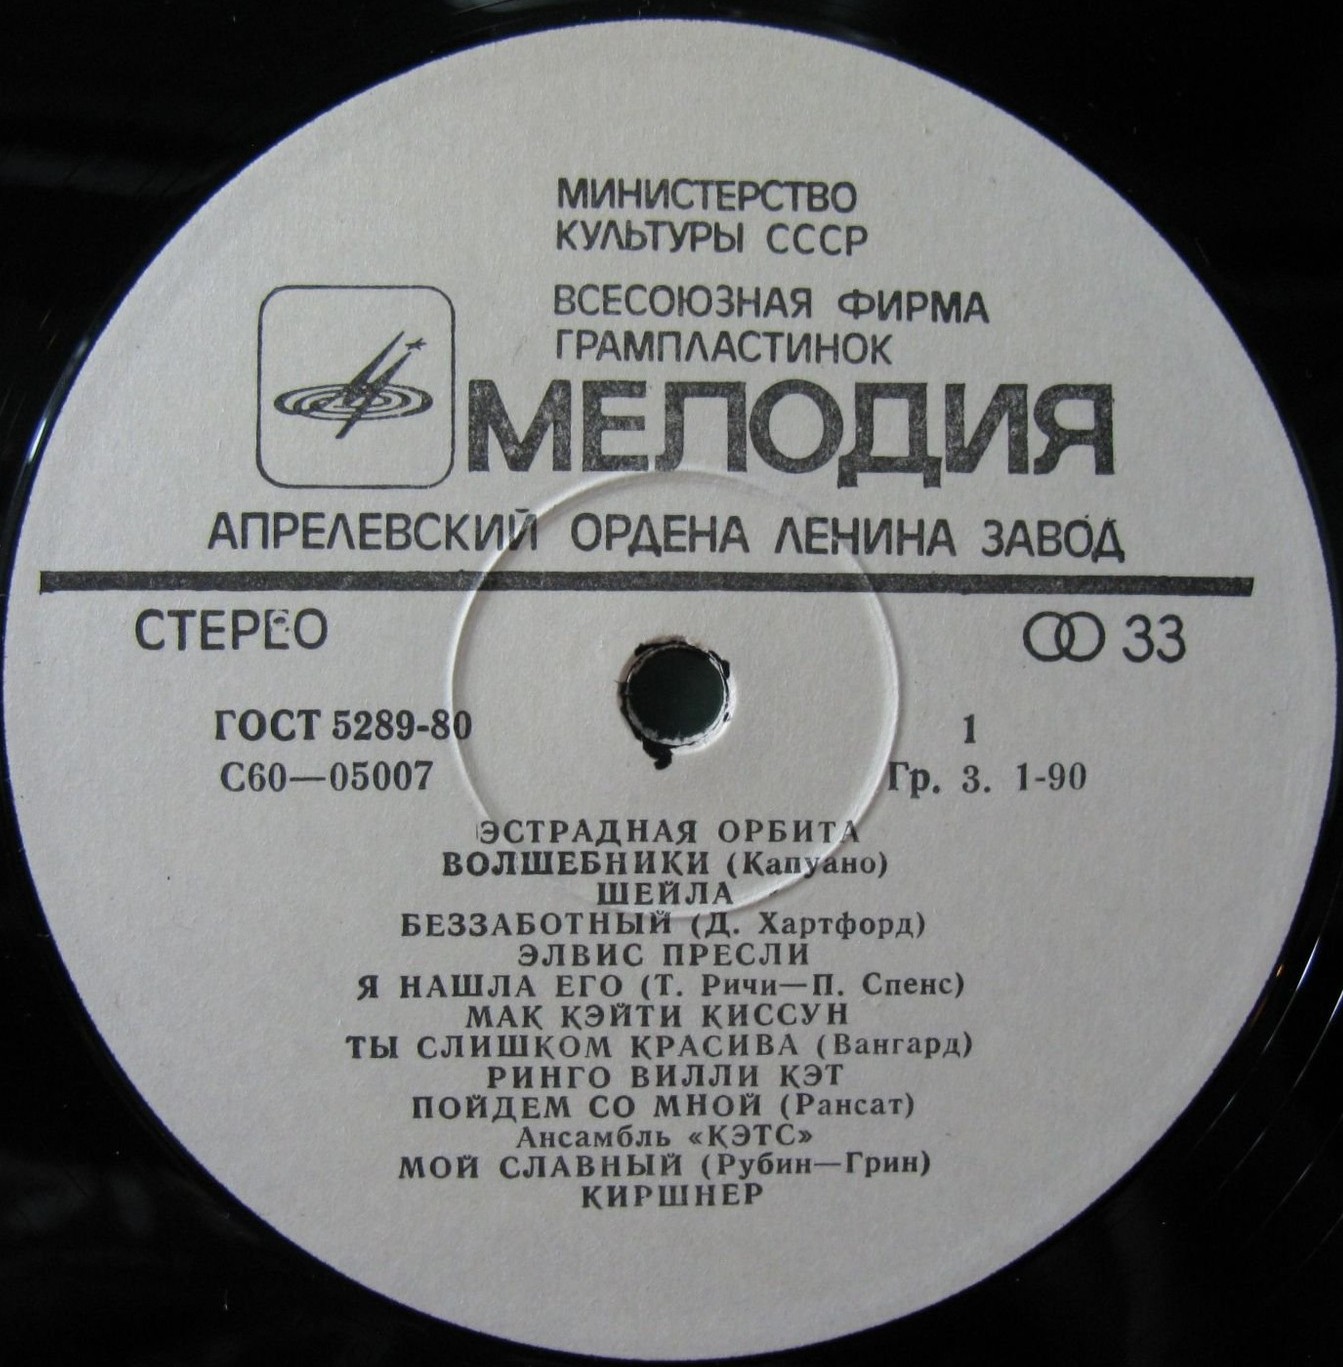 МИНИСТЕРСТВО
КУЛЬТУРЫ СССР
ВСЕСОЮЗНАЯ ФИРМА
ГРАМПЛАСТИНОК
МЕЛОДИЯ
АПРЕЛЕВСКИЙ ОРДЕНА ЛЕНИНА ЗАВОД
СТЕРЕО 33
ГОСТ 5289-80 1
С60—05007 Гр. 3. 1-90
ЭСТРАДНАЯ ОРБИТА
ВОЛШЕБНИКИ (Капуано)
ШЕЙЛА
БЕЗЗАБОТНЫЙ (Д. Хартфорд)
ЭЛВИС ПРЕСЛИ
Я НАШЛА ЕГО (Т. Ричи—П. Спенс)
МАК КЭЙТИ КИССУН
ТЫ СЛИШКОМ КРАСИВА (Вангард)
РИНГО ВИЛЛИ КЭТ
ПОЙДЕМ СО МНОЙ (Рансат)
Ансамбль «КЭТС»
МОЙ СЛАВНЫЙ (Рубин—Грин)
КИРШНЕР